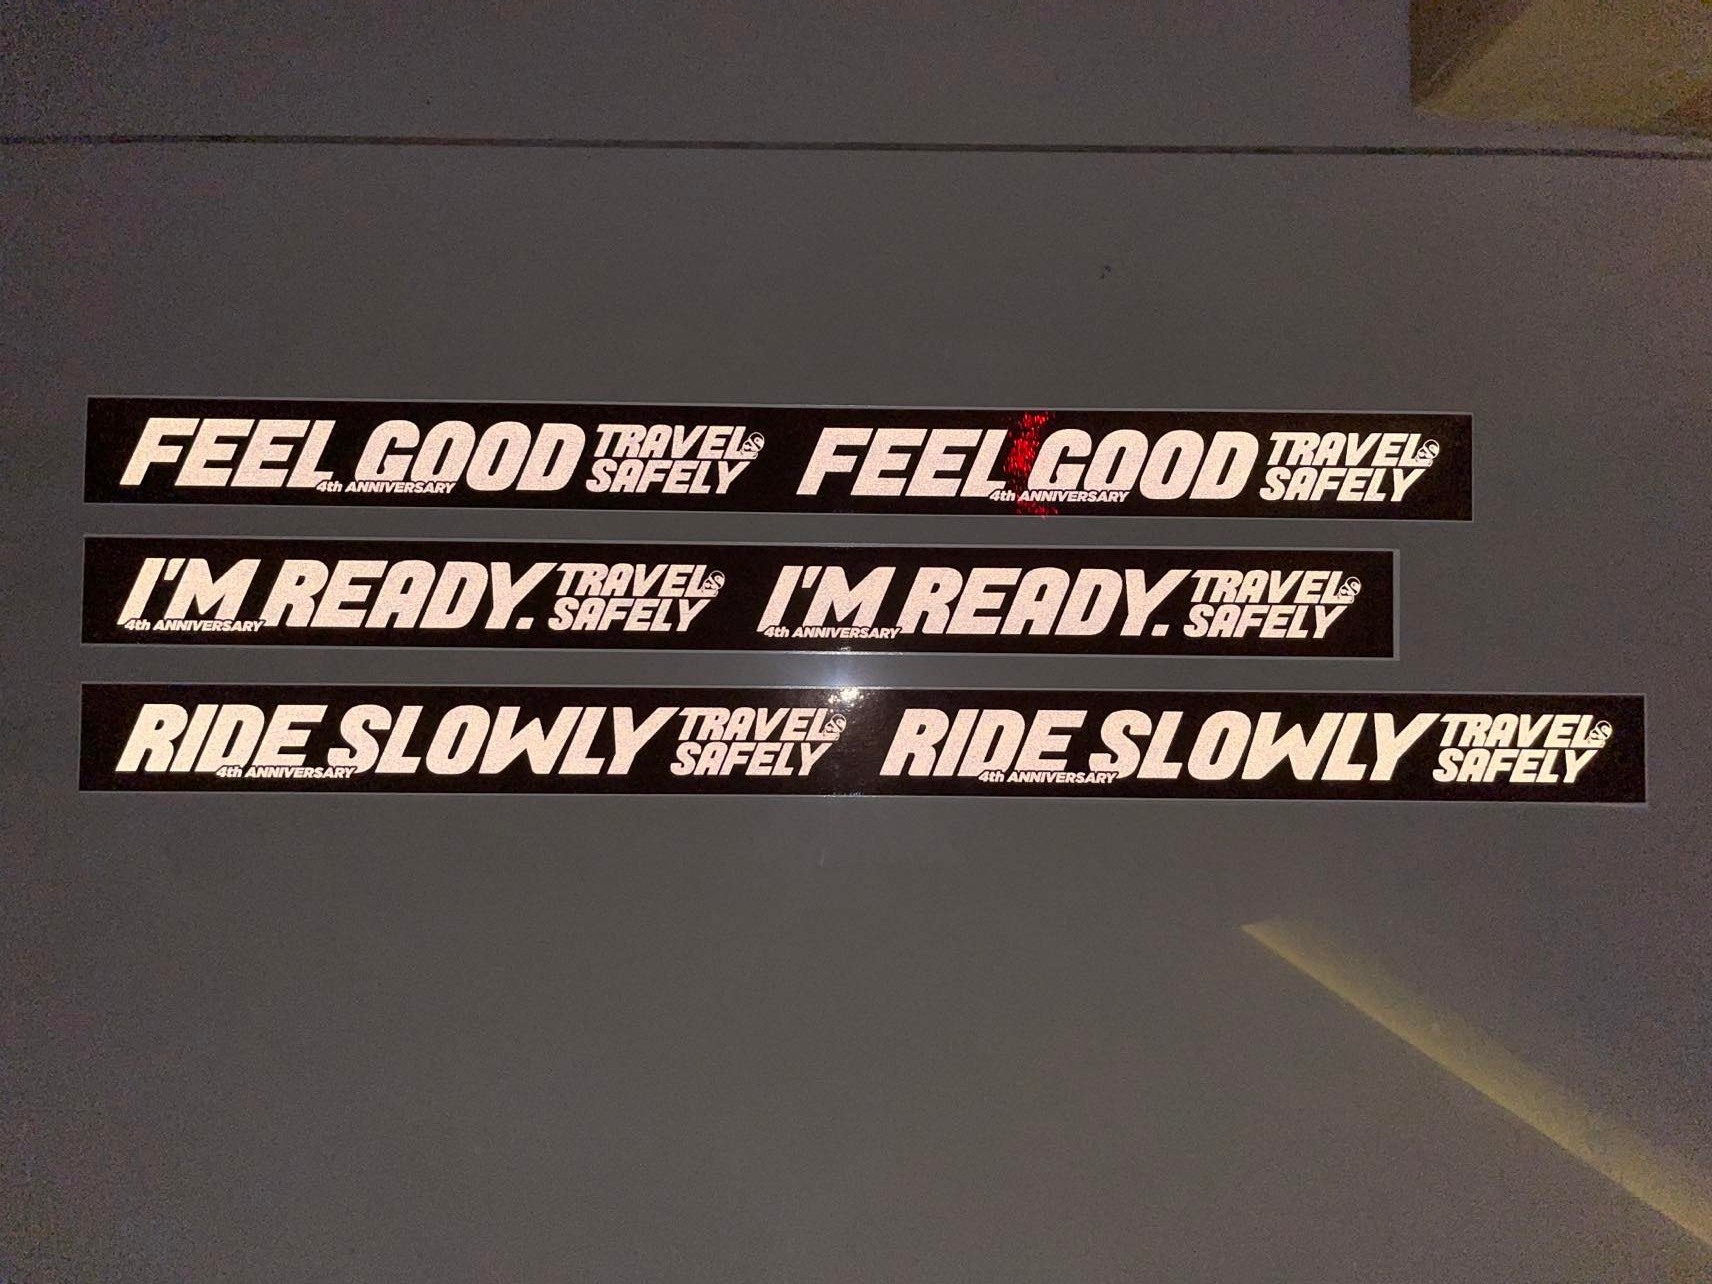 FEEL GOOD TRAVEL SAFELY 4th ANNIVERSARY FEEL GOOD TRAVEL SAFELY 4th ANNIVERSARY
I'M READY. TRAVEL SAFELY 4th ANNIVERSARY I'M READY. TRAVEL SAFELY 4th ANNIVERSARY
RIDE SLOWLY TRAVEL SAFELY 4th ANNIVERSARY RIDE SLOWLY TRAVEL SAFELY 4th ANNIVERSARY